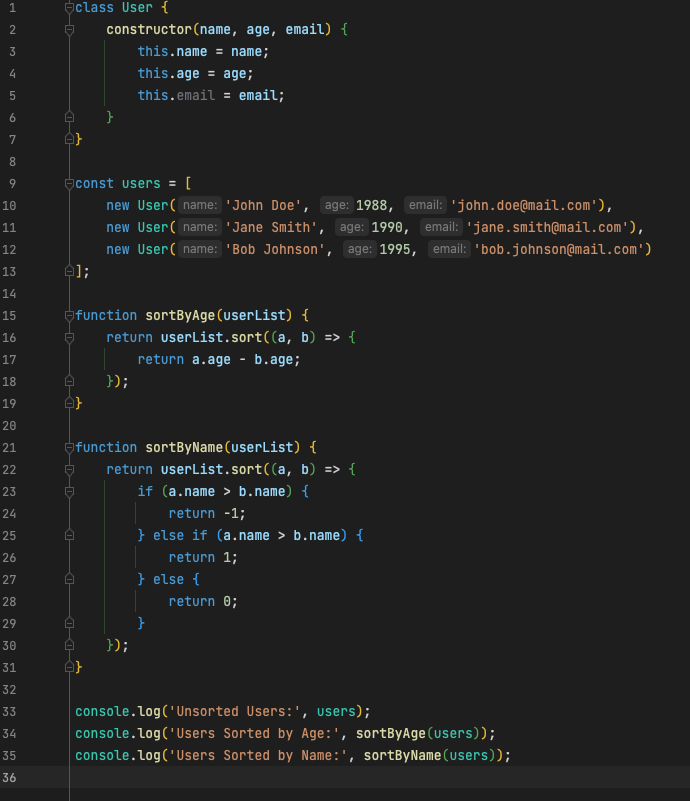 1 class User {
2     constructor(name, age, email) {
3         this.name = name;
4         this.age = age;
5         this.email = email;
6     }
7 }
8
9 const users = [
10     new User( name: 'John Doe', age: 1988, email: 'john.doe@mail.com'),
11     new User( name: 'Jane Smith', age: 1990, email: 'jane.smith@mail.com'),
12     new User( name: 'Bob Johnson', age: 1995, email: 'bob.johnson@mail.com')
13 ];
14
15 function sortByAge(userList) {
16     return userList.sort((a, b) => {
17         return a.age - b.age;
18     });
19 }
20
21 function sortByName(userList) {
22     return userList.sort((a, b) => {
23         if (a.name > b.name) {
24             return -1;
25         } else if (a.name > b.name) {
26             return 1;
27         } else {
28             return 0;
29         }
30     });
31 }
32
33 console.log('Unsorted Users:', users);
34 console.log('Users Sorted by Age:', sortByAge(users));
35 console.log('Users Sorted by Name:', sortByName(users));
36